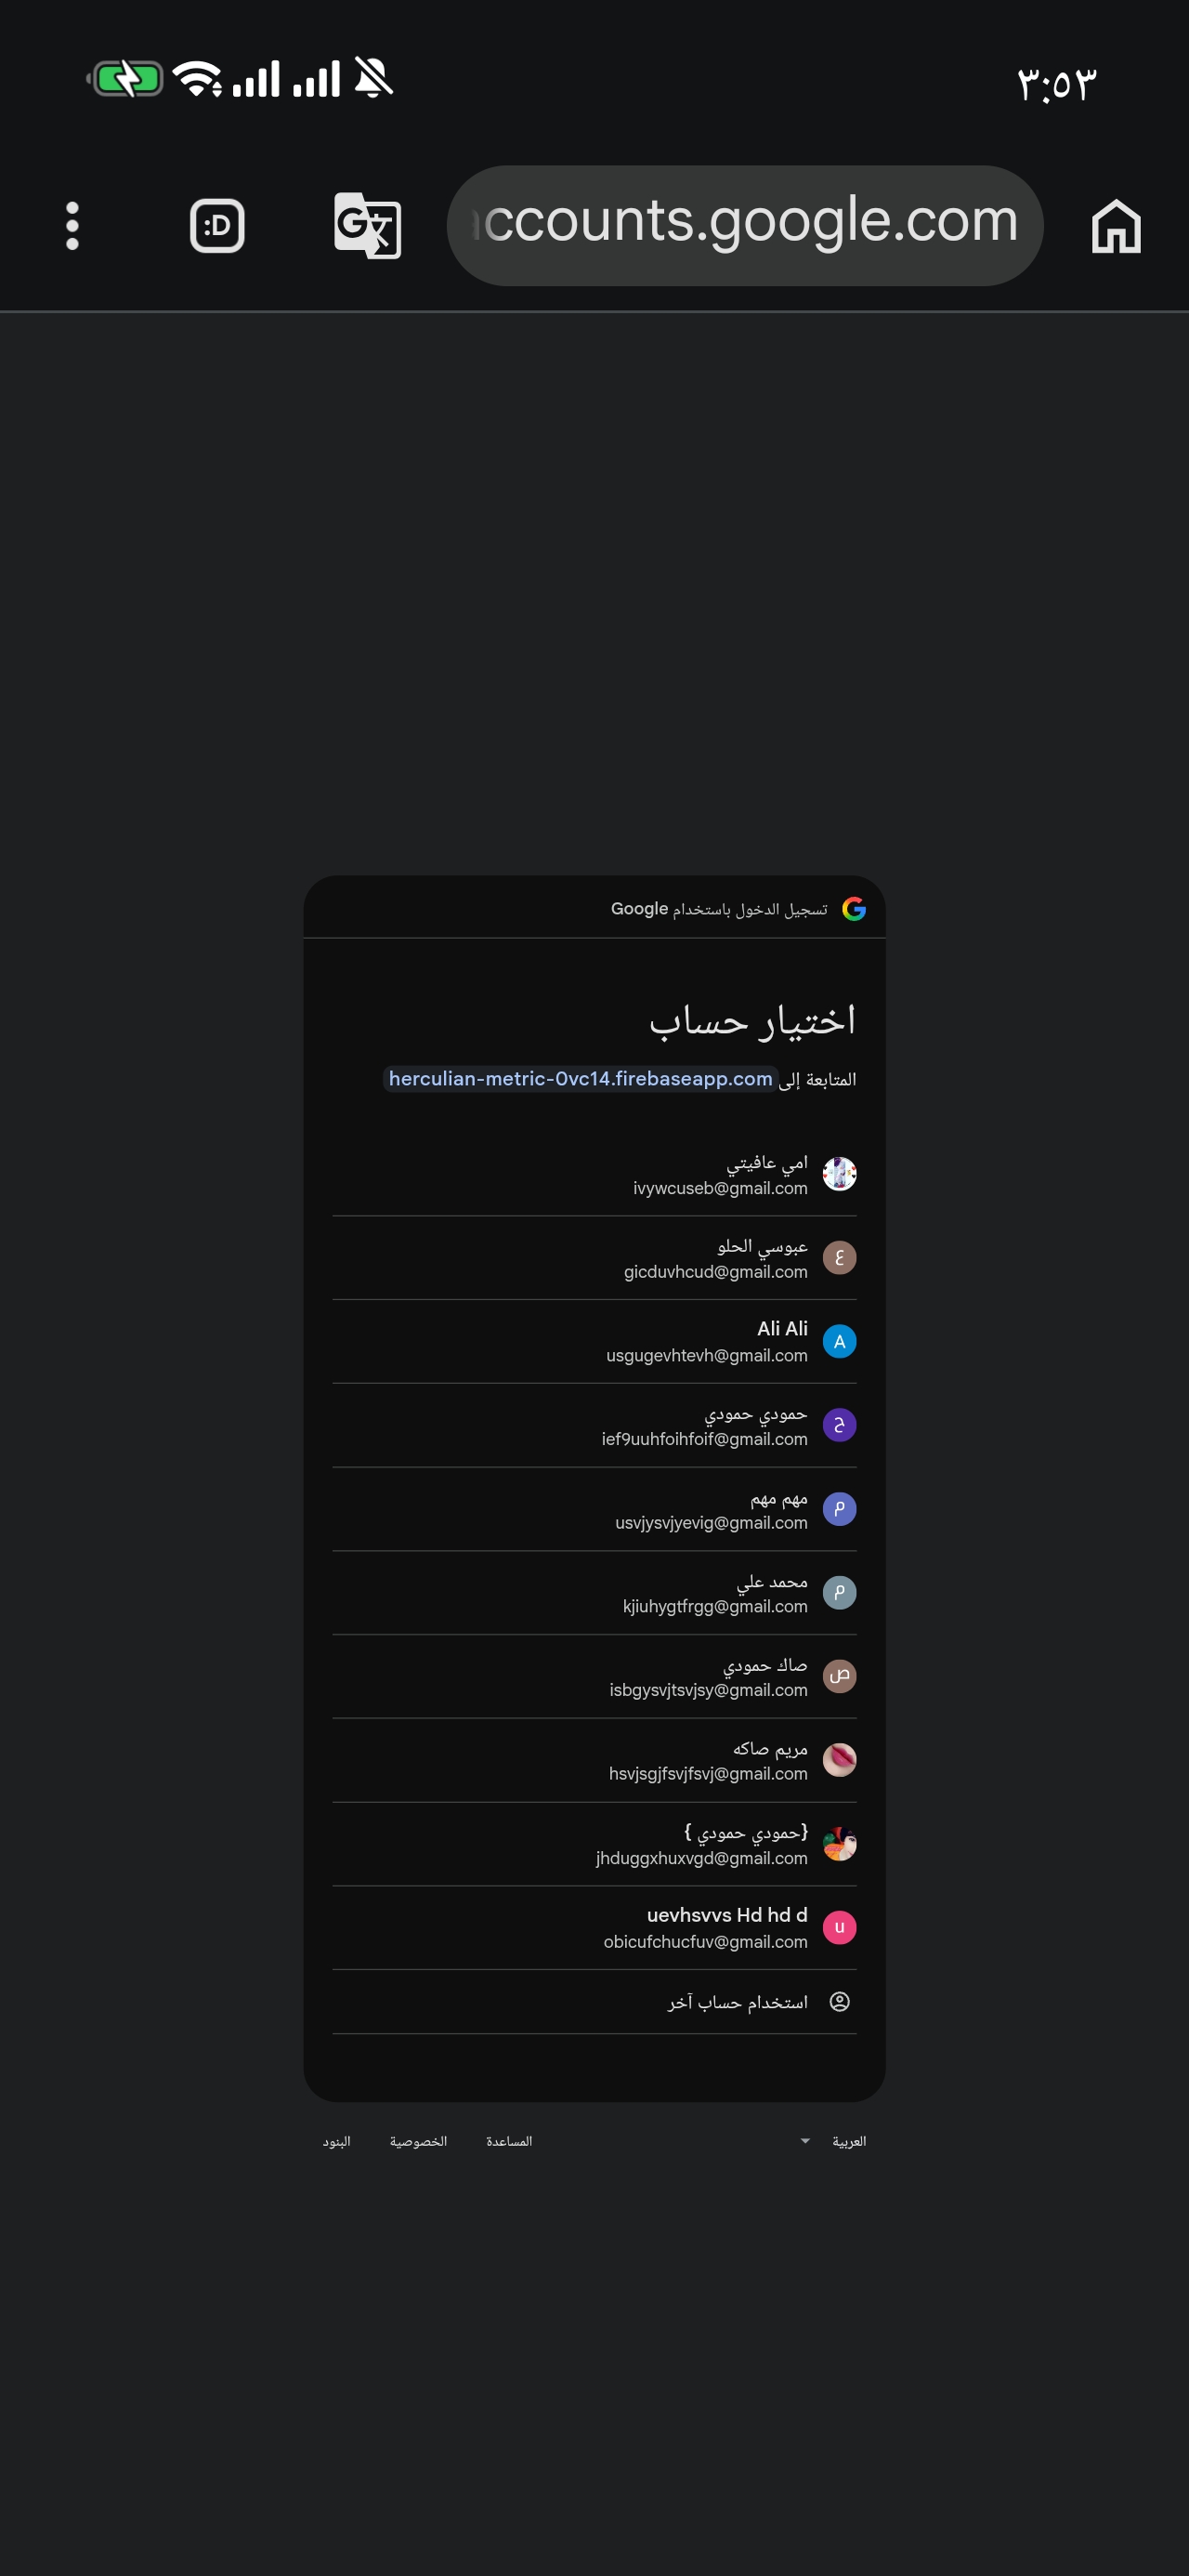 ٣:٥٣
ccounts.google.com
:D
تسجيل الدخول باستخدام Google
اختيار حساب
المتابعة إلى herculian-metric-0vc14.firebaseapp.com
امي عافيتي
ivywcuseb@gmail.com
ع
عبوسي الحلو
gicduvhcud@gmail.com
A
Ali Ali
usgugevhtevh@gmail.com
ح
حمودي حمودي
ief9uuhfoihfoif@gmail.com
م
مهم مهم
usvjysvjyevig@gmail.com
م
محمد علي
kjiuhygtfrgg@gmail.com
ص
صاك حمودي
isbgysvjtsvjsy@gmail.com
مريم صاكه
hsvjsgjfsvjfsvj@gmail.com
{حمودي حمودي }
jhduggxhuxvgd@gmail.com
u
uevhsvvs Hd hd d
obicufchucfuv@gmail.com
استخدام حساب آخر
العربية
المساعدة
الخصوصية
البنود